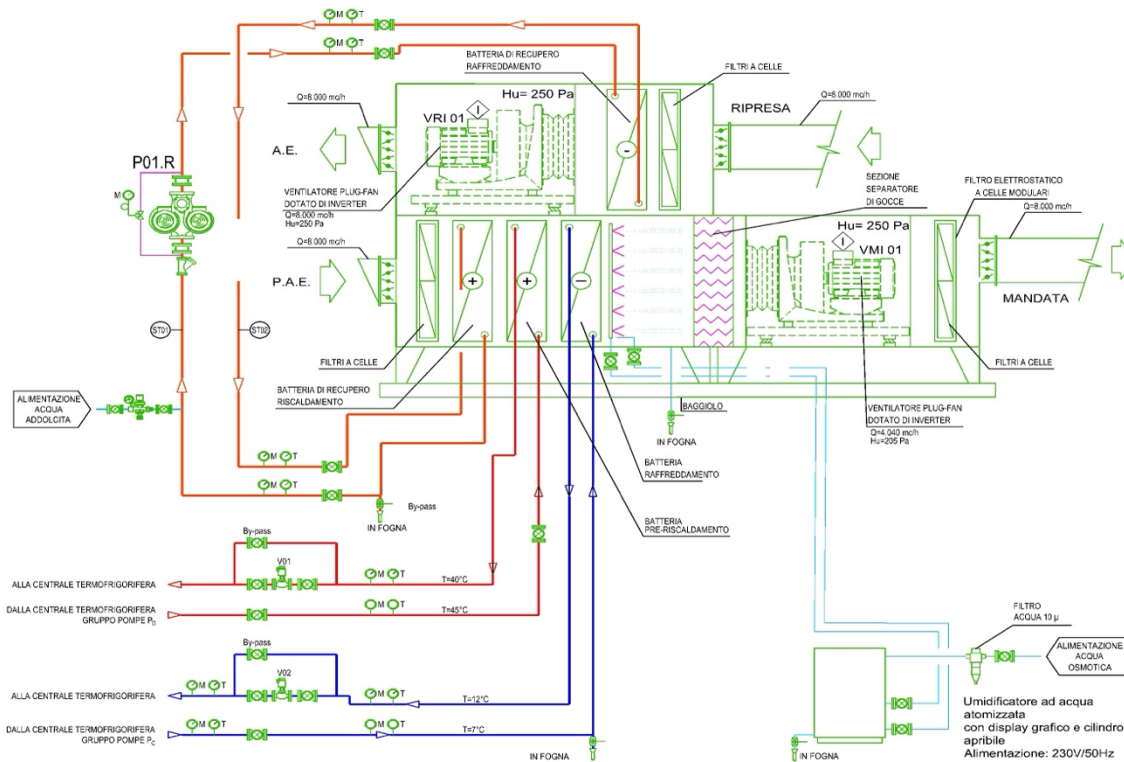 M T
M T
BATTERIA DI RECUPERO
RAFFREDDAMENTO
FILTRI A CELLE
Q=8.000 mc/h
Hu= 250 Pa
VRI 01
I
RIPRESA
Q=8.000 mc/h
A.E.
P01.R
M
-
VENTILATORE PLUG-FAN
DOTATO DI INVERTER
Q=8.000 mc/h
Hu=250 Pa
SEZIONE
SEPARATORE
DI GOCCE
FILTRO ELETTROSTATICO
A CELLE MODULARI
Q=8.000 mc/h
Q=8.000 mc/h
Hu= 250 Pa
I
VMI 01
P.A.E.
+
+
-
MANDATA
ST01
ST02
FILTRI A CELLE
FILTRI A CELLE
BATTERIA DI RECUPERO
RISCALDAMENTO
ALIMENTAZIONE
ACQUA
ADDOLCITA
BAGGIOLO
VENTILATORE PLUG-FAN
DOTATO DI INVERTER
Q=4.040 mc/h
Hu=205 Pa
IN FOGNA
M T
BATTERIA
RAFFREDDAMENTO
M T
By-pass
IN FOGNA
BATTERIA
PRE-RISCALDAMENTO
By-pass
V01
ALLA CENTRALE TERMOFRIGORIFERA
M T
T=40°C
DALLA CENTRALE TERMOFRIGORIFERA
GRUPPO POMPE PD
M T
T=45°C
FILTRO
ACQUA 10 µ
By-pass
V02
ALIMENTAZIONE
ACQUA
OSMOTICA
ALLA CENTRALE TERMOFRIGORIFERA
M T
M T
T=12°C
DALLA CENTRALE TERMOFRIGORIFERA
GRUPPO POMPE PC
M T
M T
T=7°C
IN FOGNA
IN FOGNA
Umidificatore ad acqua
atomizzata
con display grafico e cilindro
apribile
Alimentazione: 230V/50Hz